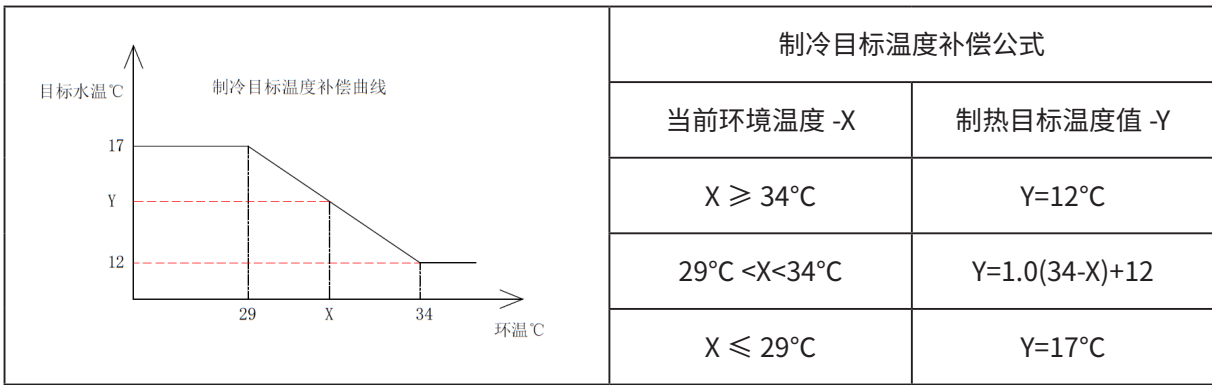 目标水温℃
制冷目标温度补偿曲线
17
Y
12
29
X
34
环温℃
制冷目标温度补偿公式
当前环境温度 -X
制热目标温度值 -Y
X ⩾ 34℃
Y=12℃
29℃ <X<34℃
Y=1.0(34-X)+12
X ⩽ 29℃
Y=17℃